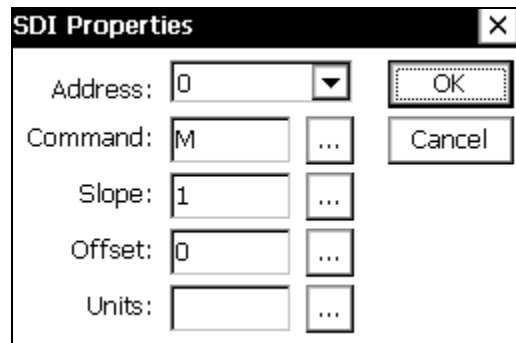 SDI Properties
Address: 0 OK
Command: M ... Cancel
Slope: 1 ...
Offset: 0 ...
Units: ...